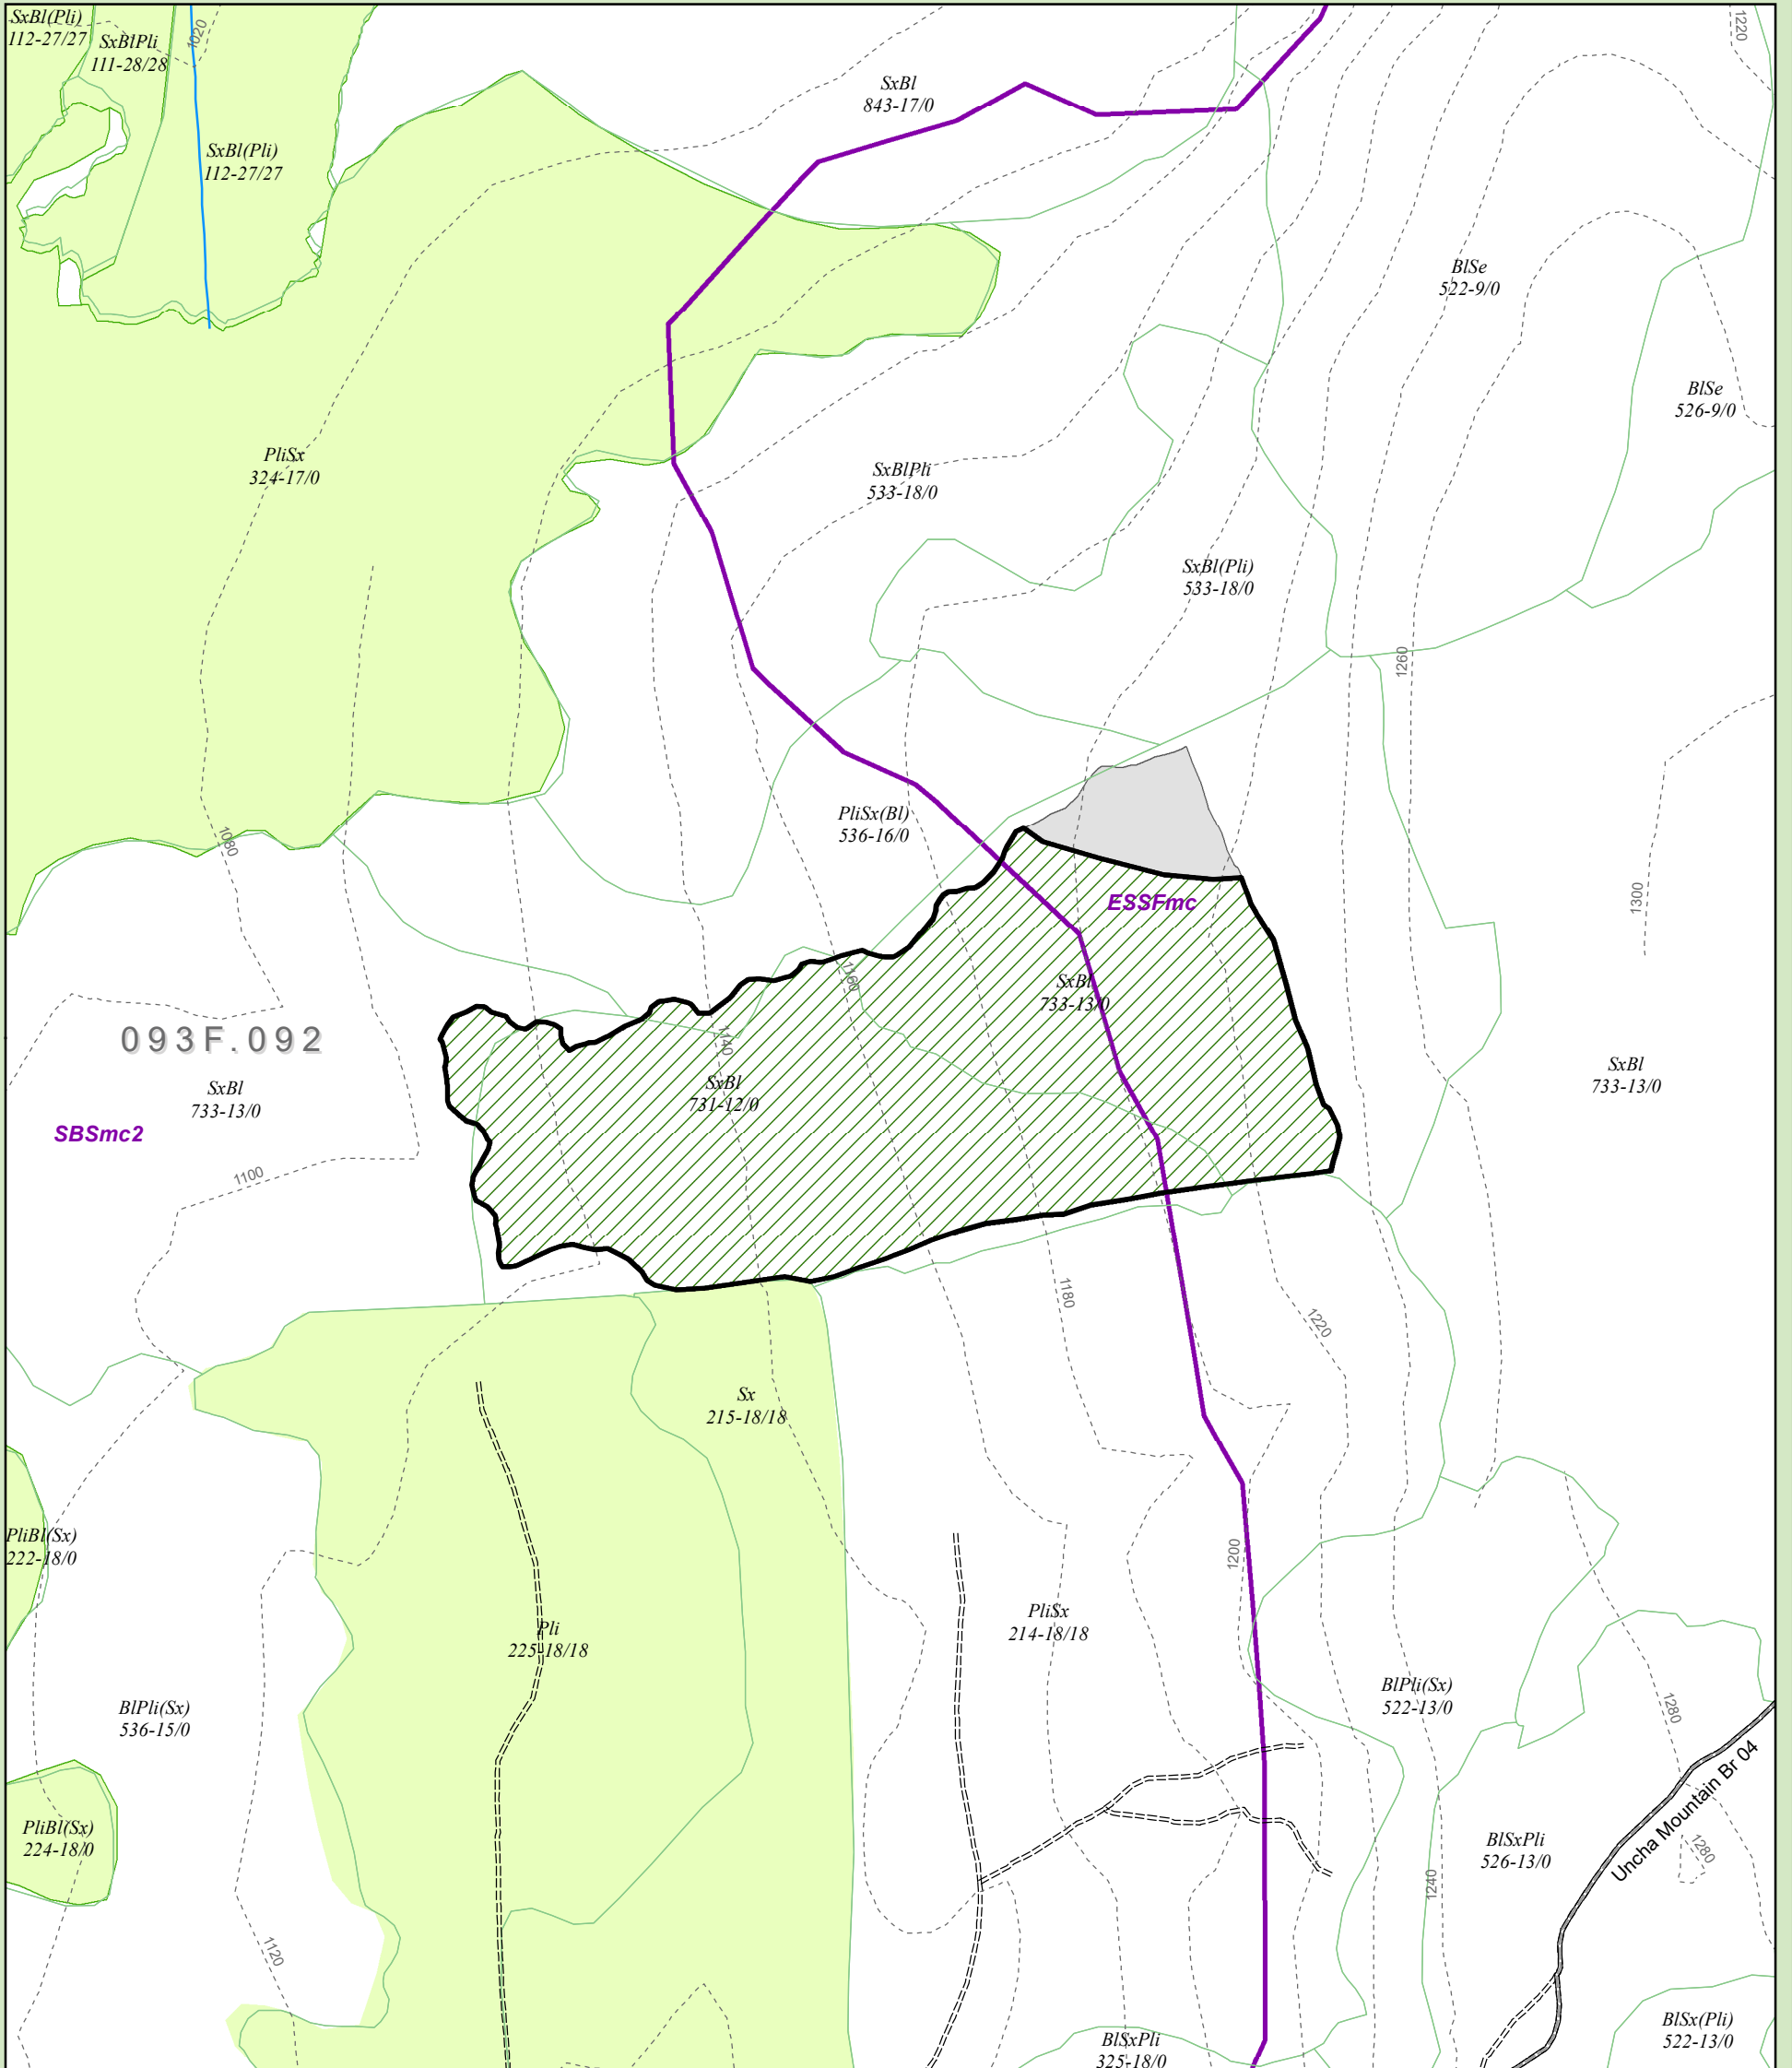 SxBl(Pli)
112-27/27
SxBlPli
111-28/28
1020
1220
SxBl
843-17/0
SxBl(Pli)
112-27/27
BlSe
522-9/0
BlSe
526-9/0
PliSx
324-17/0
SxBlPli
533-18/0
SxBl(Pli)
533-18/0
1260
PliSx(Bl)
536-16/0
1080
1300
ESSFmc
SxBl
733-13/0
1160
093F.092
1140
SxBl
733-13/0
SxBl
731-12/0
SxBl
733-13/0
SBSmc2
1100
1180
1220
Sx
215-18/18
PliBl(Sx)
222-18/0
1200
Pli
225-18/18
PliSx
214-18/18
BlPli(Sx)
536-15/0
BlPli(Sx)
522-13/0
1280
Uncha Mountain Br 04
PliBl(Sx)
224-18/0
BlSxPli
526-13/0
1280
1240
1120
BlSxPli
325-18/0
BlSx(Pli)
522-13/0